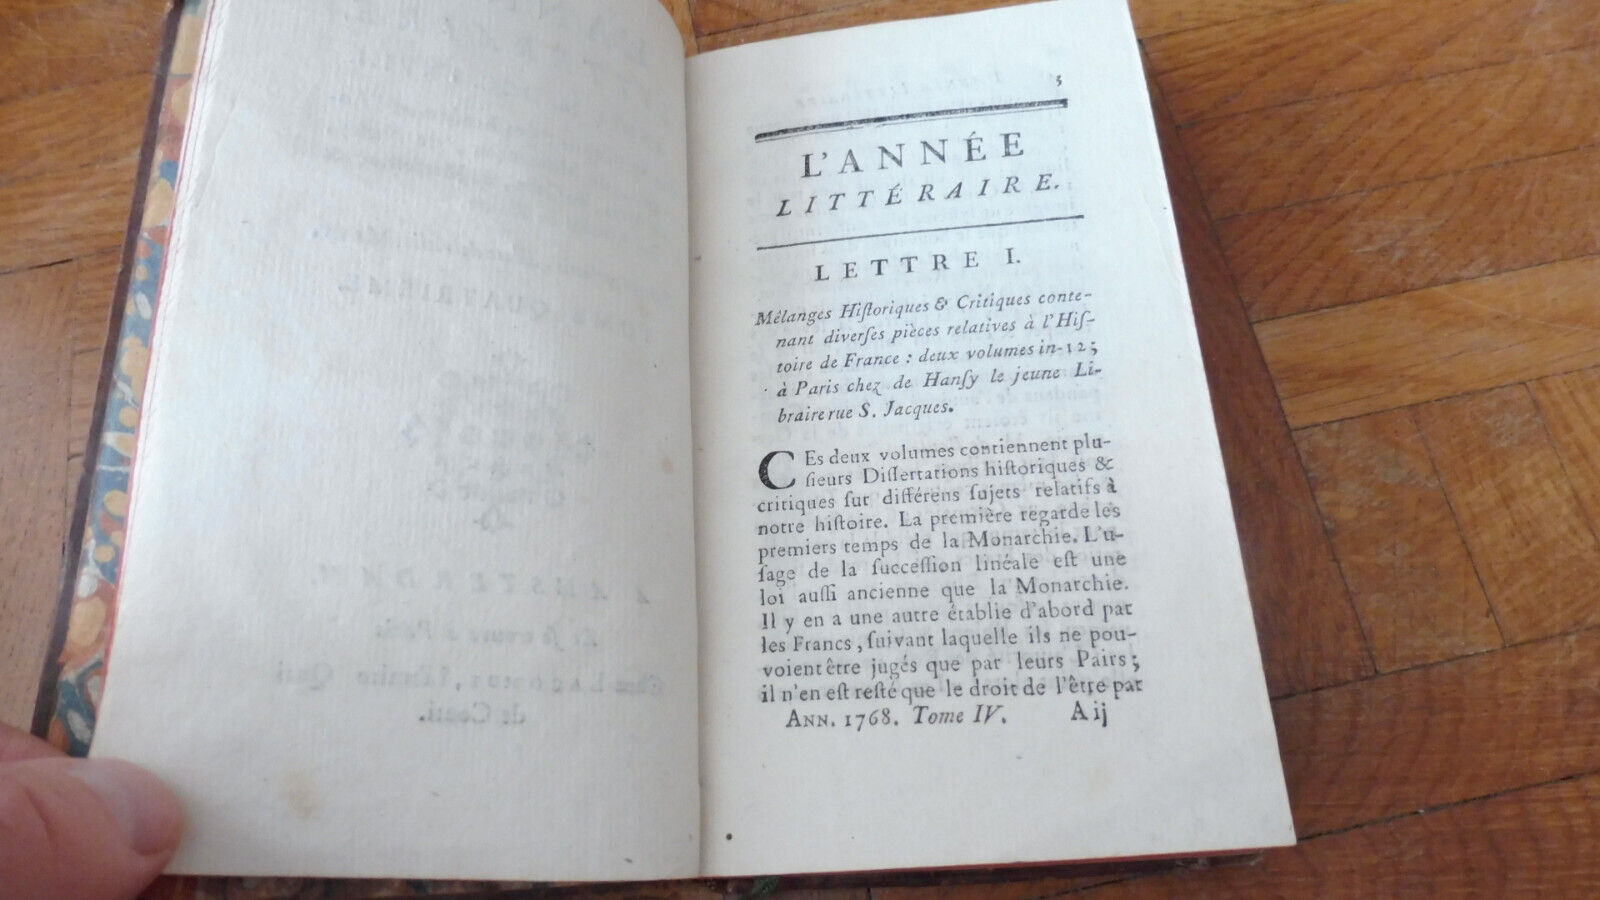 3
L'ANNÉE
LITTÉRAIRE.
LETTRE I.
Mêlanges Hiſtoriques & Critiques conte-
nant diverſes pièces relatives à l'Hiſ-
toire de France : deux volumes in-12;
à Paris chez de Hanſy le jeune Li-
braire rue S. Jacques.
CEs deux volumes contiennent plu-
ſieurs Diſſertations hiſtoriques &
critiques ſur différens ſujets relatifs à
notre hiſtoire. La première regarde les
premiers temps de la Monarchie. L'u-
ſage de la ſucceſſion linéale eſt une
loi auſſi ancienne que la Monarchie.
Il y en a une autre établie d'abord par
les Francs, ſuivant laquelle ils ne pou-
voient être jugés que par leurs Pairs;
il n'en eſt reſté que le droit de l'être par
ANN. 1768. Tome IV. A ij